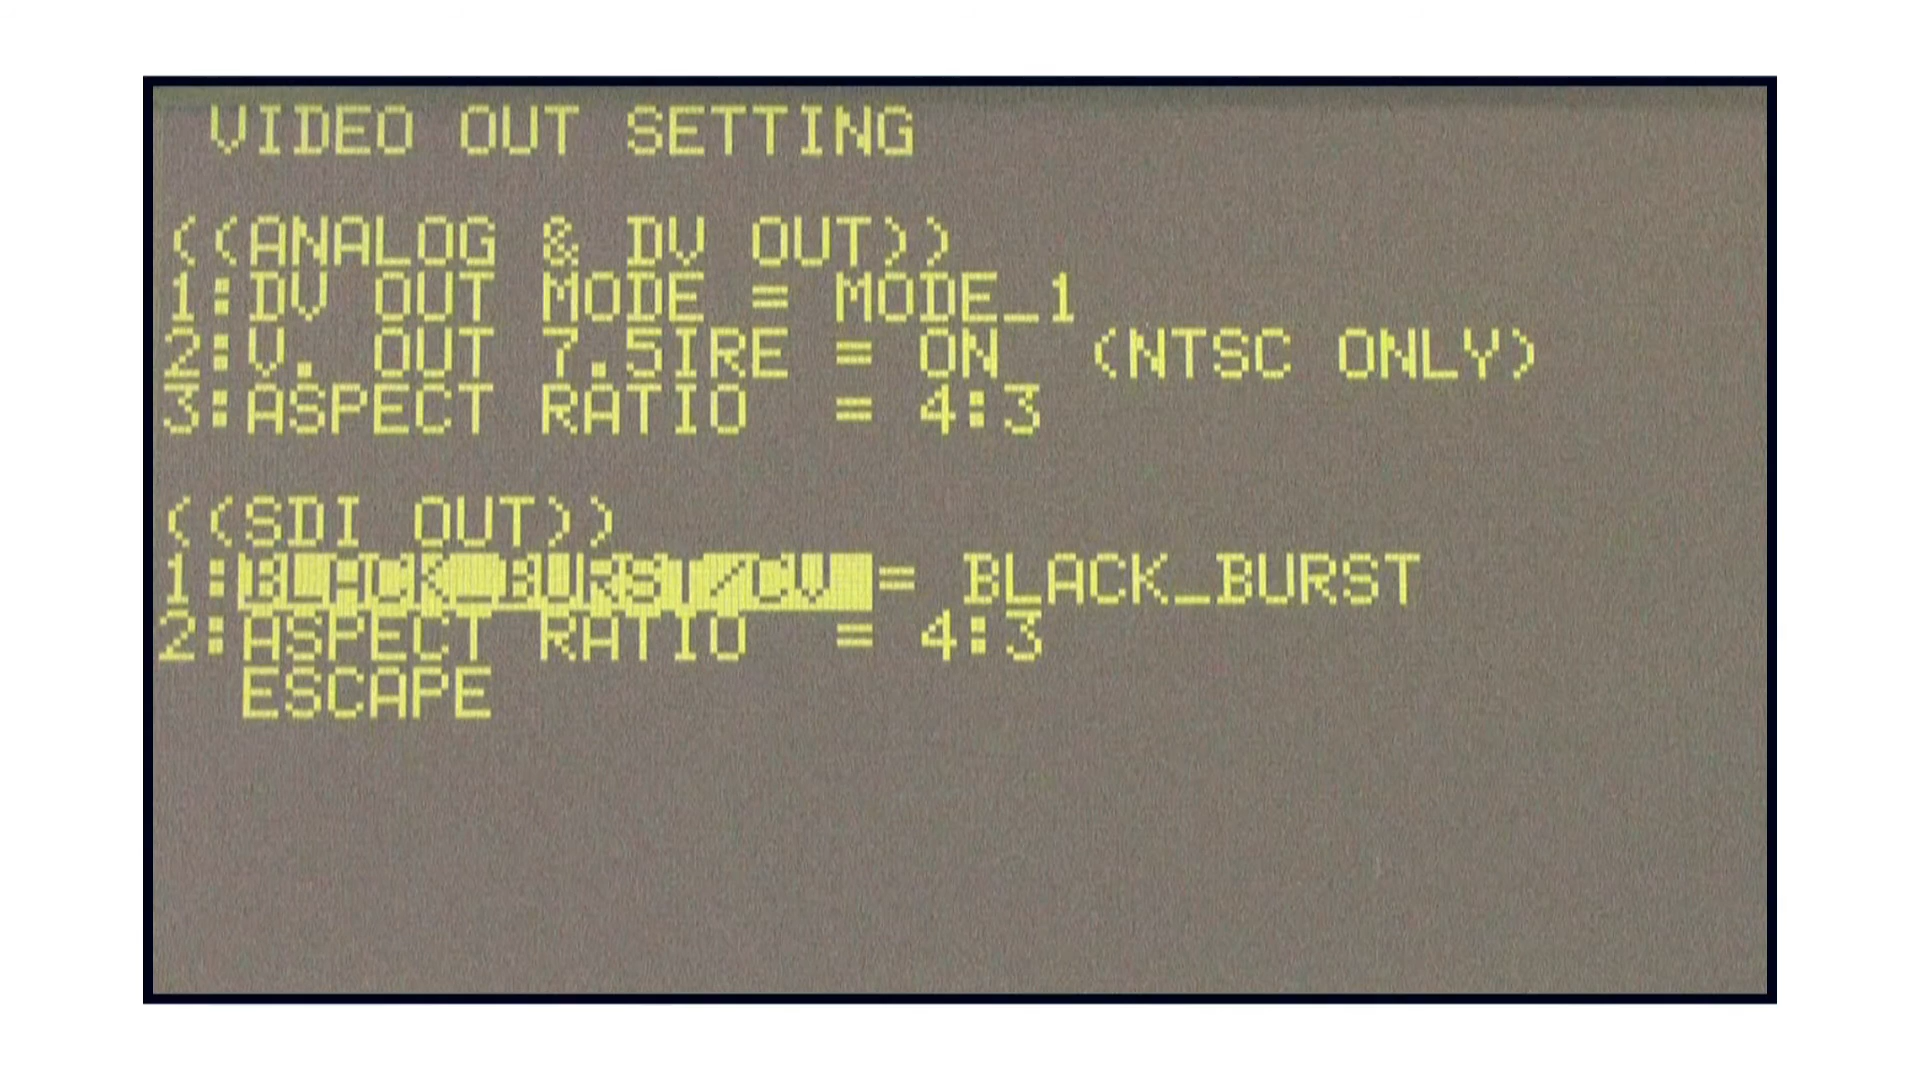 VIDEO OUT SETTING
((ANALOG & DV OUT))
1:DV OUT MODE = MODE_1
2:V. OUT 7.5IRE = ON (NTSC ONLY)
3:ASPECT RATIO = 4:3
((SDI OUT))
1:BLACK_BURST/CV = BLACK_BURST
2:ASPECT RATIO = 4:3
ESCAPE